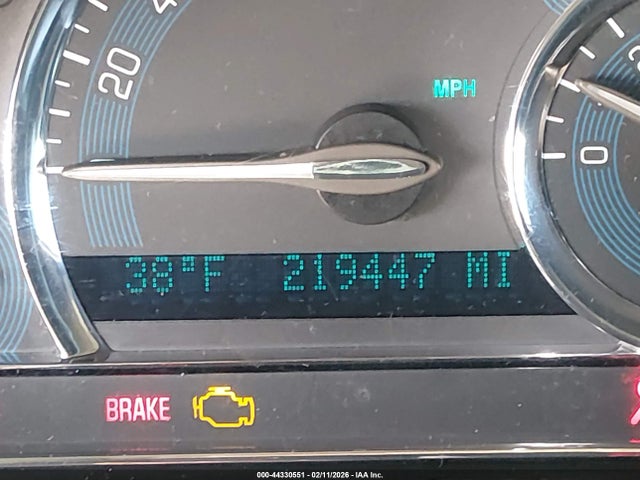 20
MPH
0
38°F 219447 MI
BRAKE
000-44330551 - 02/11/2026 - IAA Inc.